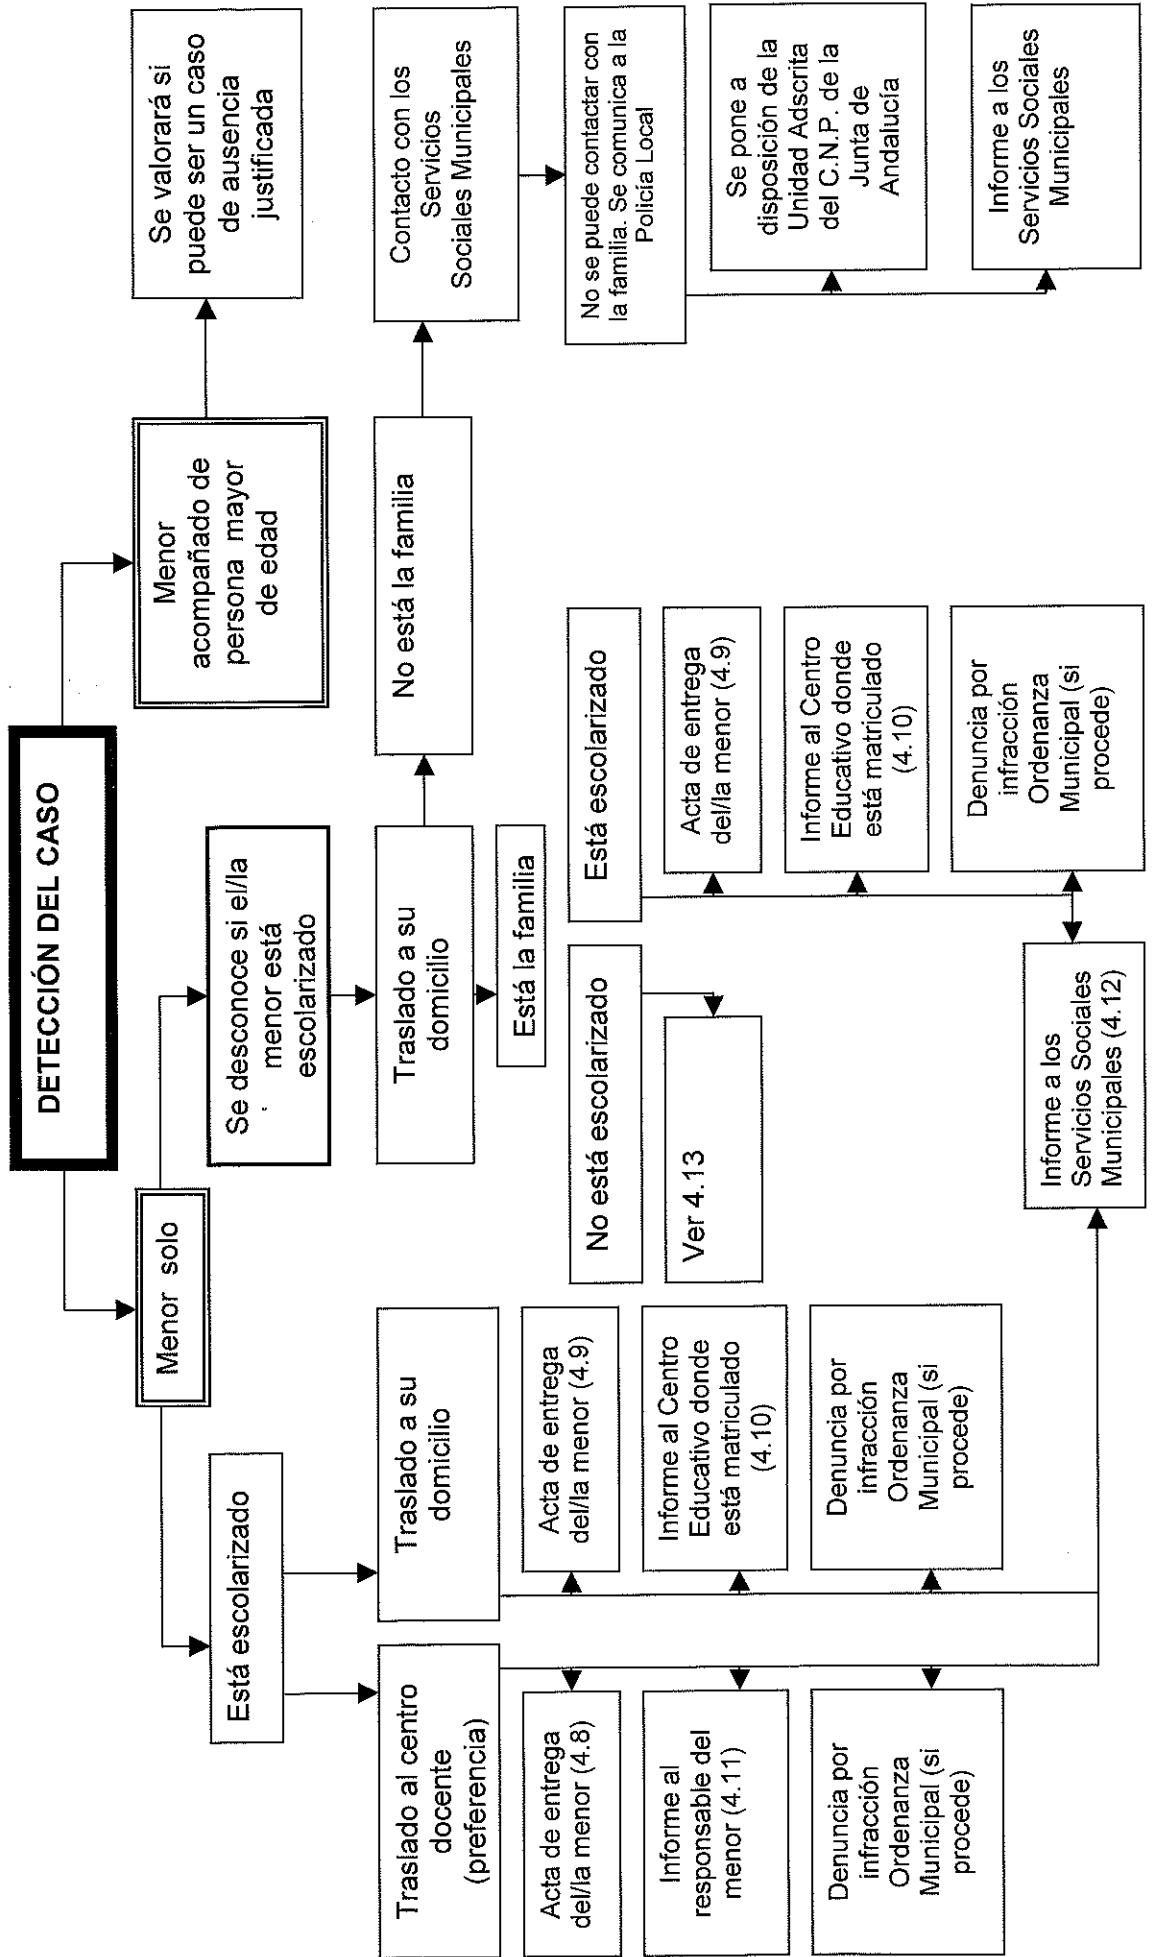 DETECCIÓN DEL CASO
Menor solo
Menor
acompañado de
persona mayor
de edad
Se valorará si
puede ser un caso
de ausencia
justificada
Está escolarizado
Se desconoce si el/la
menor está
escolarizado
Traslado al centro
docente
(preferencia)
Traslado a su
domicilio
Traslado a su
domicilio
No está la familia
Contacto con los
Servicios
Sociales Municipales
Está la familia
Acta de entrega
del/la menor (4.8)
Informe al
responsable del
menor (4.11)
Denuncia por
infracción
Ordenanza
Municipal (si
procede)
Acta de entrega
del/la menor (4.9)
Informe al Centro
Educativo donde
está matriculado
(4.10)
Denuncia por
infracción
Ordenanza
Municipal (si
procede)
No está escolarizado
Ver 4.13
Está escolarizado
Acta de entrega
del/la menor (4.9)
Informe al Centro
Educativo donde
está matriculado
(4.10)
Denuncia por
infracción
Ordenanza
Municipal (si
procede)
Informe a los
Servicios Sociales
Municipales (4.12)
No se puede contactar con
la familia. Se comunica a la
Policía Local
Se pone a
disposición de la
Unidad Adscrita
del C.N.P. de la
Junta de
Andalucía
Informe a los
Servicios Sociales
Municipales